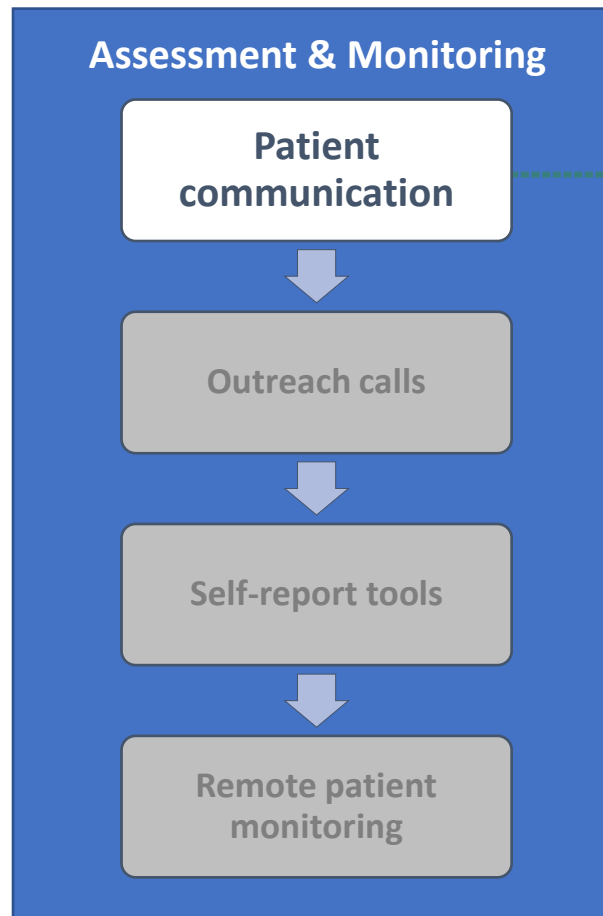 Assessment & Monitoring
Patient
communication
Outreach calls
Self-report tools
Remote patient
monitoring